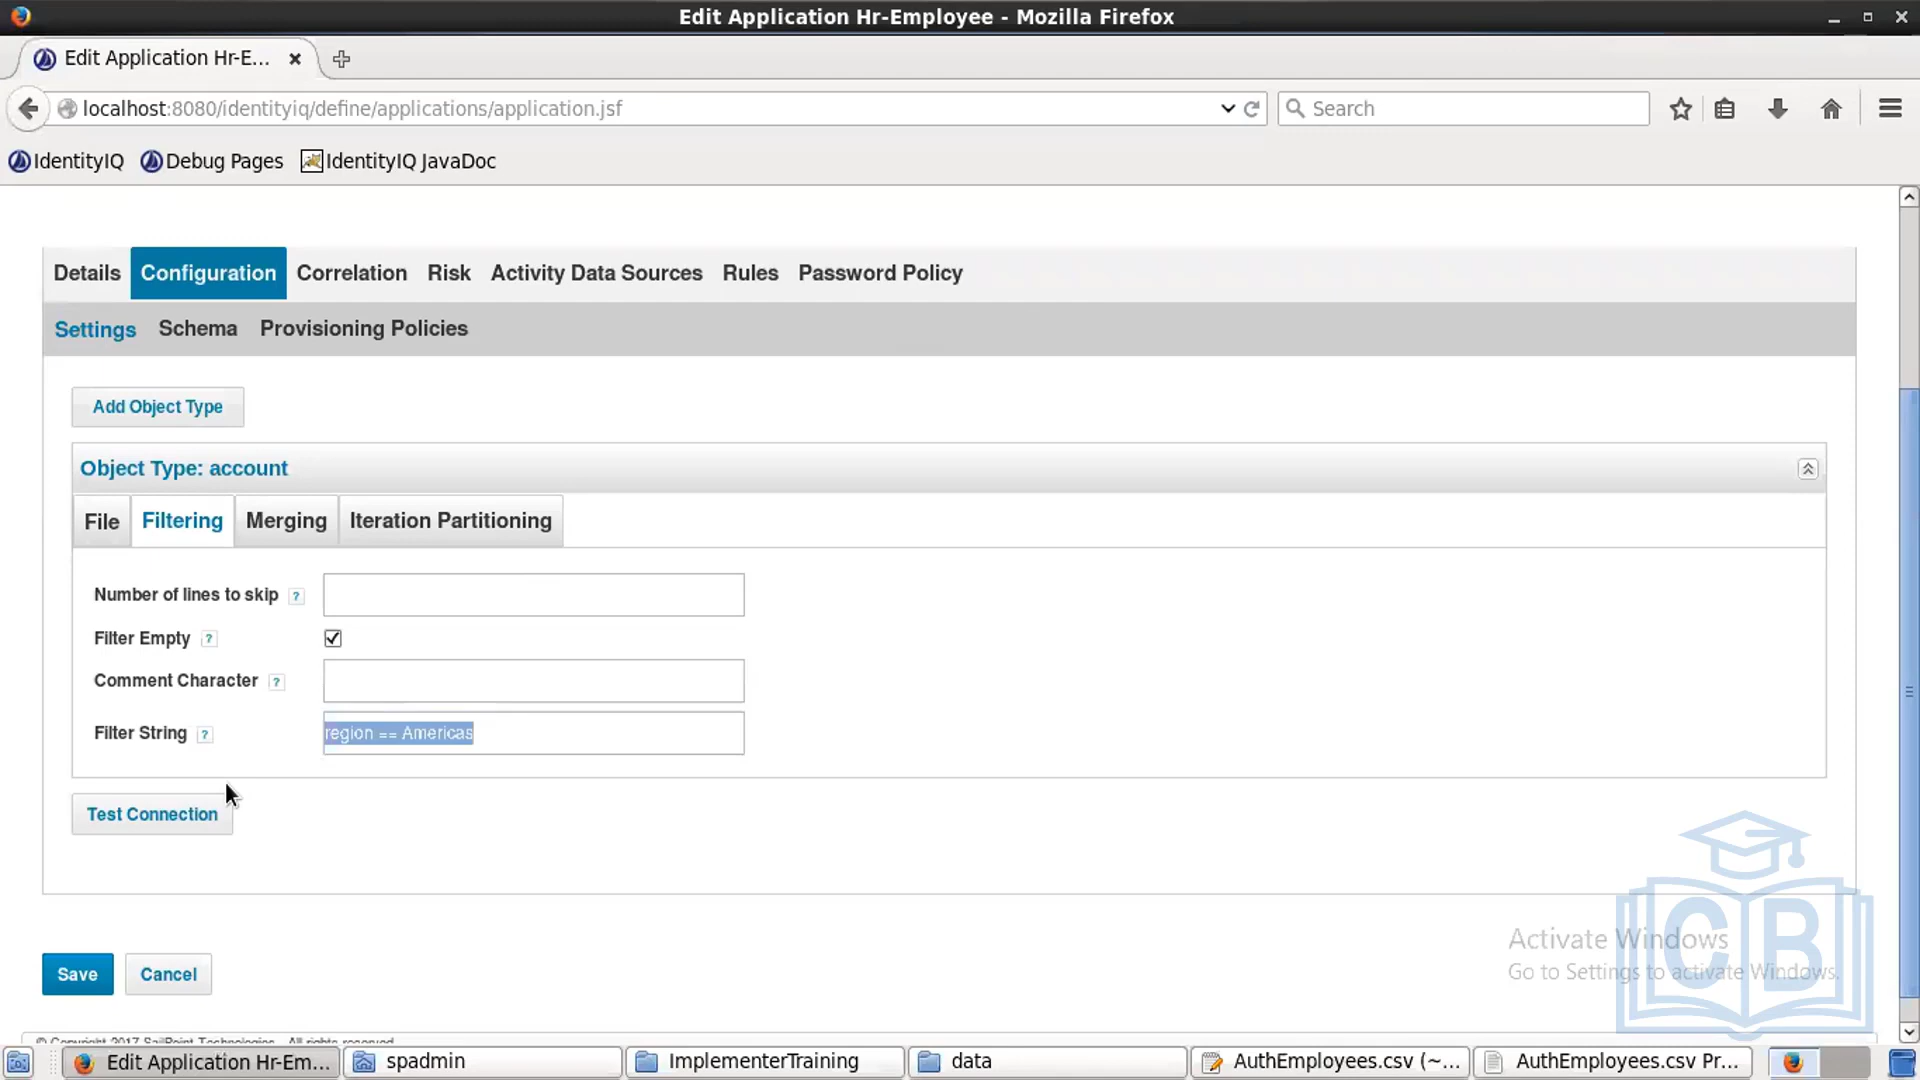 Edit Application Hr-Employee - Mozilla Firefox
Edit Application Hr-E...
localhost:8080/identityiq/define/applications/application.jsf
Search
IdentityIQ
Debug Pages
IdentityIQ JavaDoc
Details
Configuration
Correlation
Risk
Activity Data Sources
Rules
Password Policy
Settings
Schema
Provisioning Policies
Add Object Type
Object Type: account
File
Filtering
Merging
Iteration Partitioning
Number of lines to skip ?
Filter Empty ?
Comment Character ?
Filter String ?
region == Americas
Test Connection
CB
Activate Windows
Go to Settings to activate Windows.
Save
Cancel
© Copyright 2017 SailPoint Technologies - All rights reserved
Edit Application Hr-Em...
spadmin
ImplementerTraining
data
AuthEmployees.csv (~...
AuthEmployees.csv Pr...